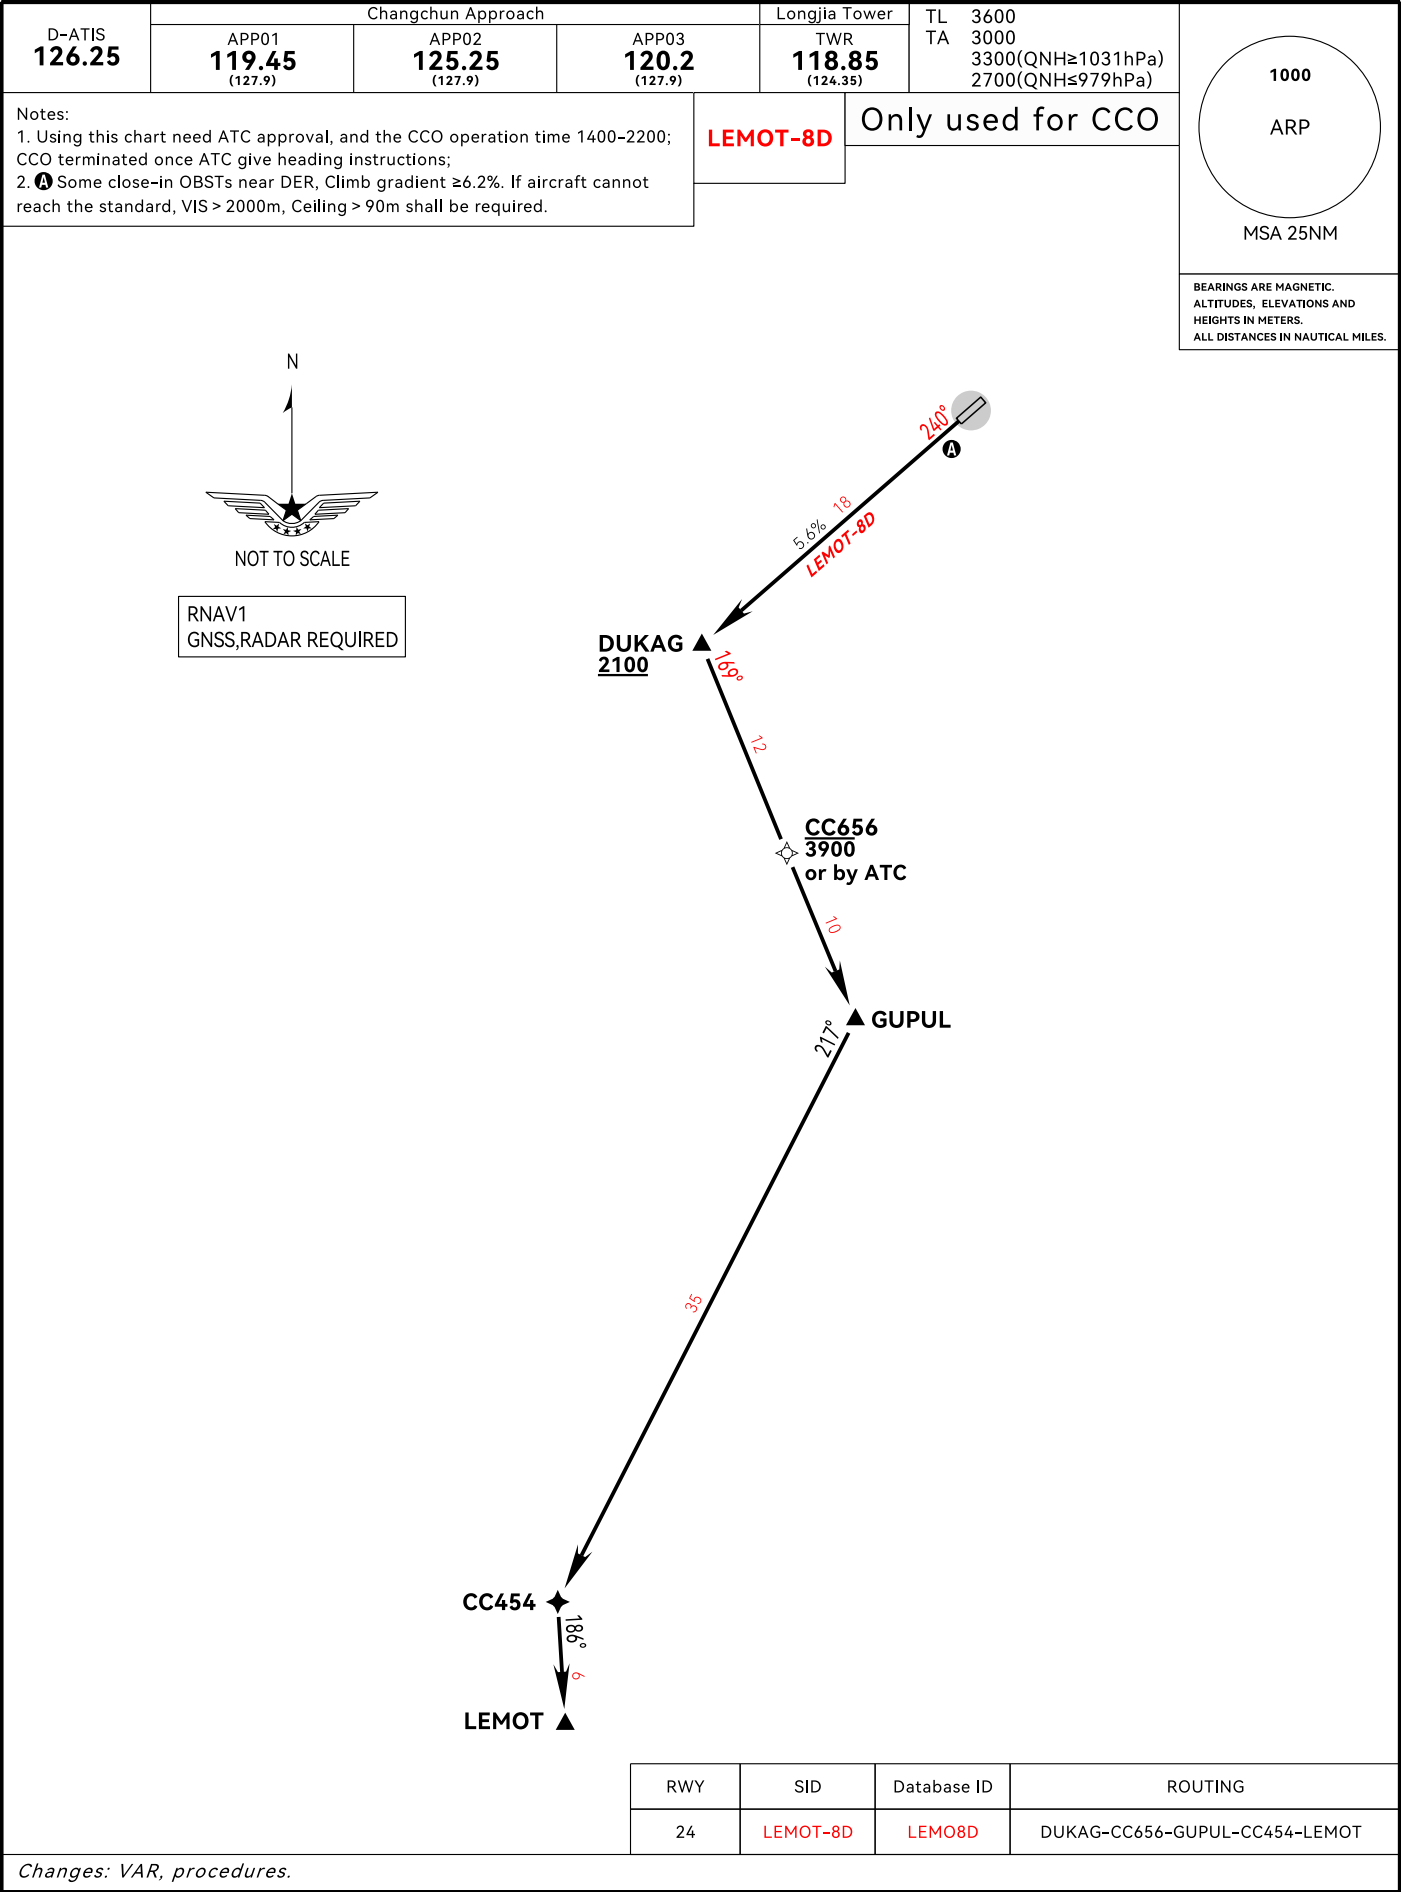 D-ATIS
126.25
Changchun Approach
APP01
119.45
(127.9)
APP02
125.25
(127.9)
APP03
120.2
(127.9)
Longjia Tower
TWR
118.85
(124.35)
TL 3600
TA 3000
3300(QNH≥1031hPa)
2700(QNH≤979hPa)
1000
ARP
MSA 25NM
BEARINGS ARE MAGNETIC.
ALTITUDES, ELEVATIONS AND
HEIGHTS IN METERS.
ALL DISTANCES IN NAUTICAL MILES.
Notes:
1. Using this chart need ATC approval, and the CCO operation time 1400-2200;
CCO terminated once ATC give heading instructions;
2. A Some close-in OBSTs near DER, Climb gradient ≥6.2%. If aircraft cannot
reach the standard, VIS > 2000m, Ceiling > 90m shall be required.
LEMOT-8D
Only used for CCO
N
NOT TO SCALE
RNAV1
GNSS,RADAR REQUIRED
240°
A
5.6% 18
LEMOT-8D
DUKAG
2100
169°
12
CC656
3900
or by ATC
10
GUPUL
217°
35
CC454
186°
6
LEMOT
RWY SID Database ID ROUTING
24 LEMOT-8D LEMO8D DUKAG-CC656-GUPUL-CC454-LEMOT
Changes: VAR, procedures.